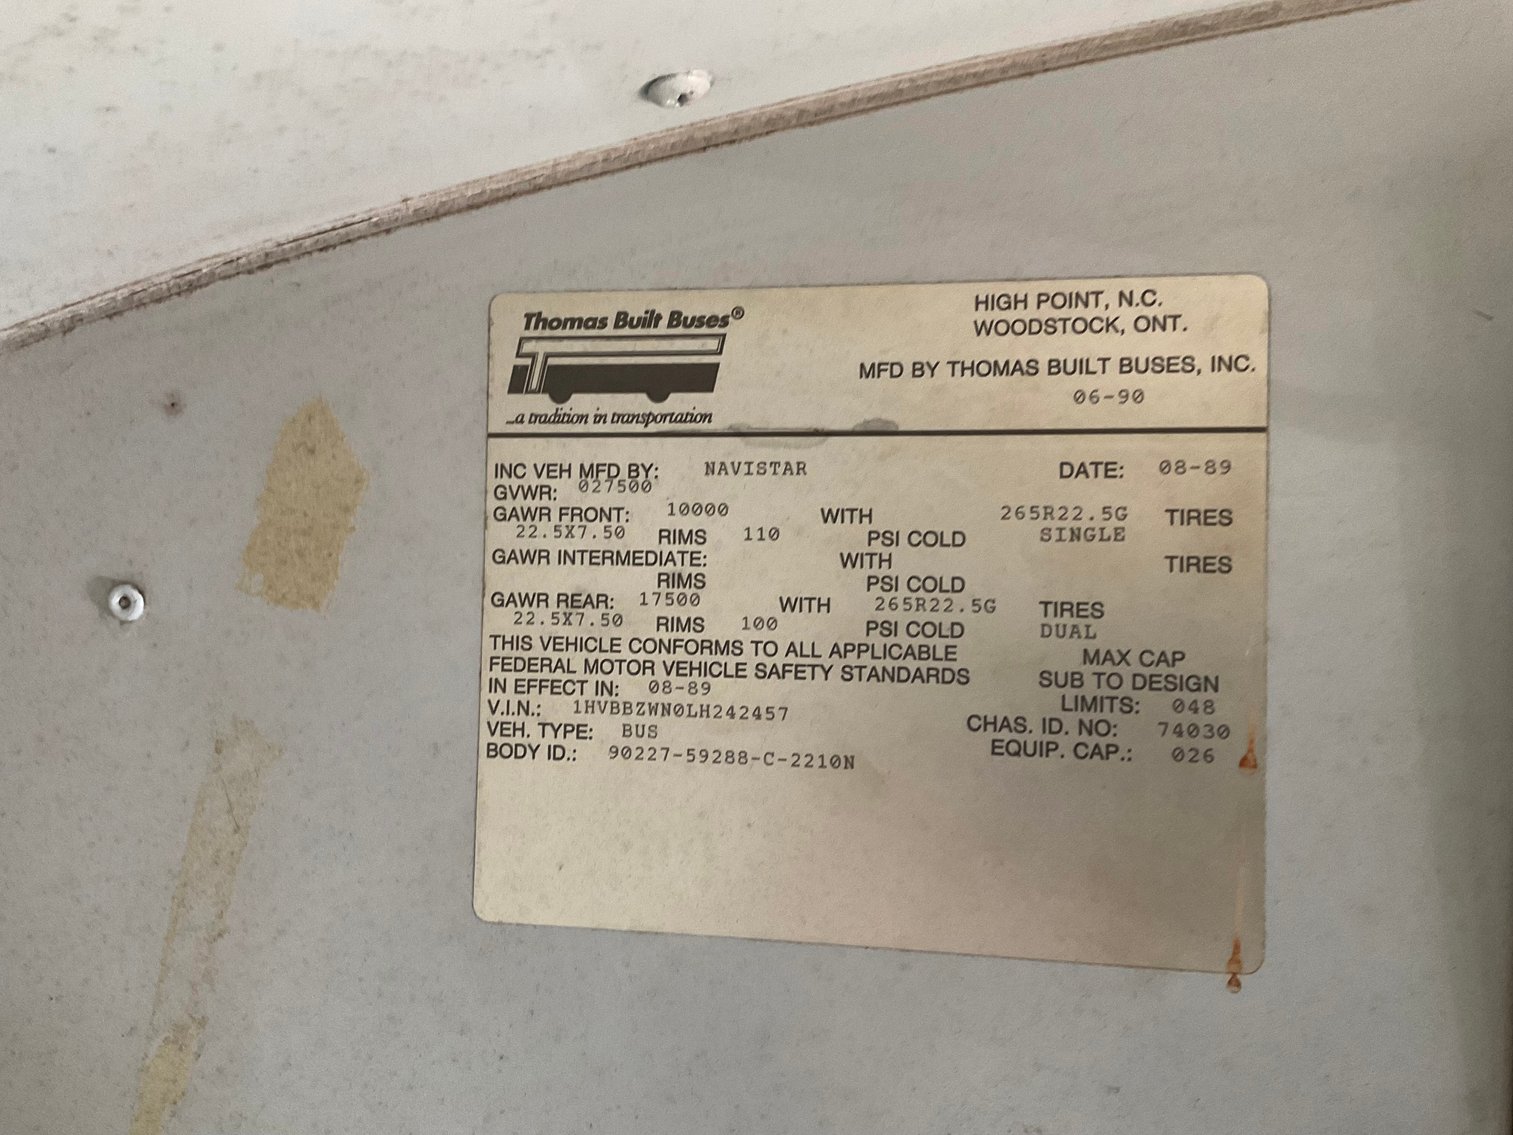 Thomas Built Buses®
...a tradition in transportation
HIGH POINT, N.C.
WOODSTOCK, ONT.
MFD BY THOMAS BUILT BUSES, INC.
06-90
INC VEH MFD BY: NAVISTAR DATE: 08-89
GVWR: 027500
GAWR FRONT: 10000 WITH 265R22.5G TIRES
22.5X7.50 RIMS 110 PSI COLD SINGLE
GAWR INTERMEDIATE: WITH TIRES
RIMS PSI COLD
GAWR REAR: 17500 WITH 265R22.5G TIRES
22.5X7.50 RIMS 100 PSI COLD DUAL
THIS VEHICLE CONFORMS TO ALL APPLICABLE MAX CAP
FEDERAL MOTOR VEHICLE SAFETY STANDARDS SUB TO DESIGN
IN EFFECT IN: 08-89 LIMITS: 048
V.I.N.: 1HVBBZWN0LH242457 CHAS. ID. NO: 74030
VEH. TYPE: BUS EQUIP. CAP.: 026
BODY ID.: 90227-59288-C-2210N